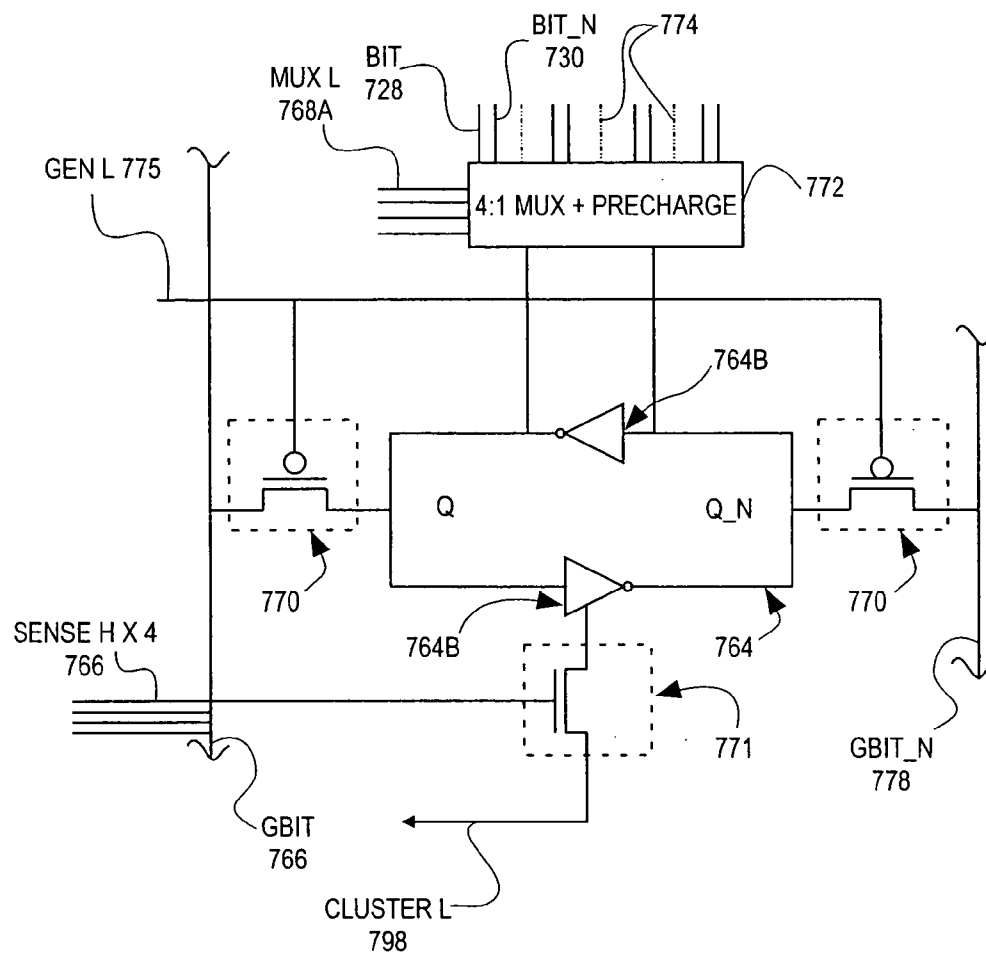 BIT_N
730
774
BIT
728
MUX L
768A
GEN L 775
772
4:1 MUX + PRECHARGE
764B
Q
Q_N
770
770
764B
764
SENSE H X 4
766
771
GBIT_N
778
GBIT
766
CLUSTER L
798